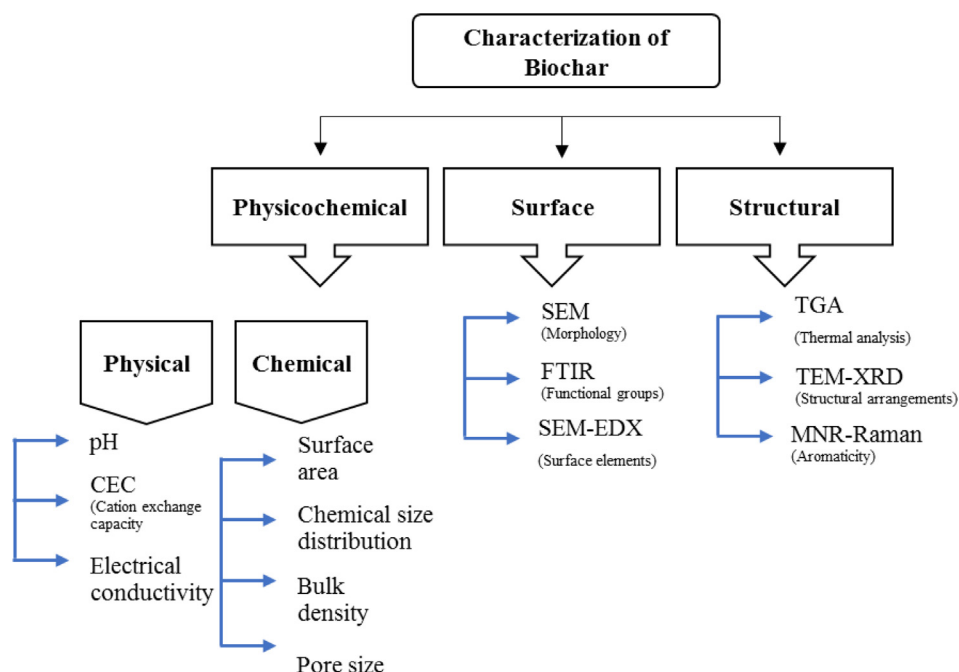 Characterization of
Biochar
Physicochemical
Surface
Structural
SEM
(Morphology)
FTIR
(Functional groups)
SEM-EDX
(Surface elements)
TGA
(Thermal analysis)
TEM-XRD
(Structural arrangements)
MNR-Raman
(Aromaticity)
Physical
Chemical
pH
CEC
(Cation exchange
capacity
Electrical
conductivity
Surface
area
Chemical size
distribution
Bulk
density
Pore size